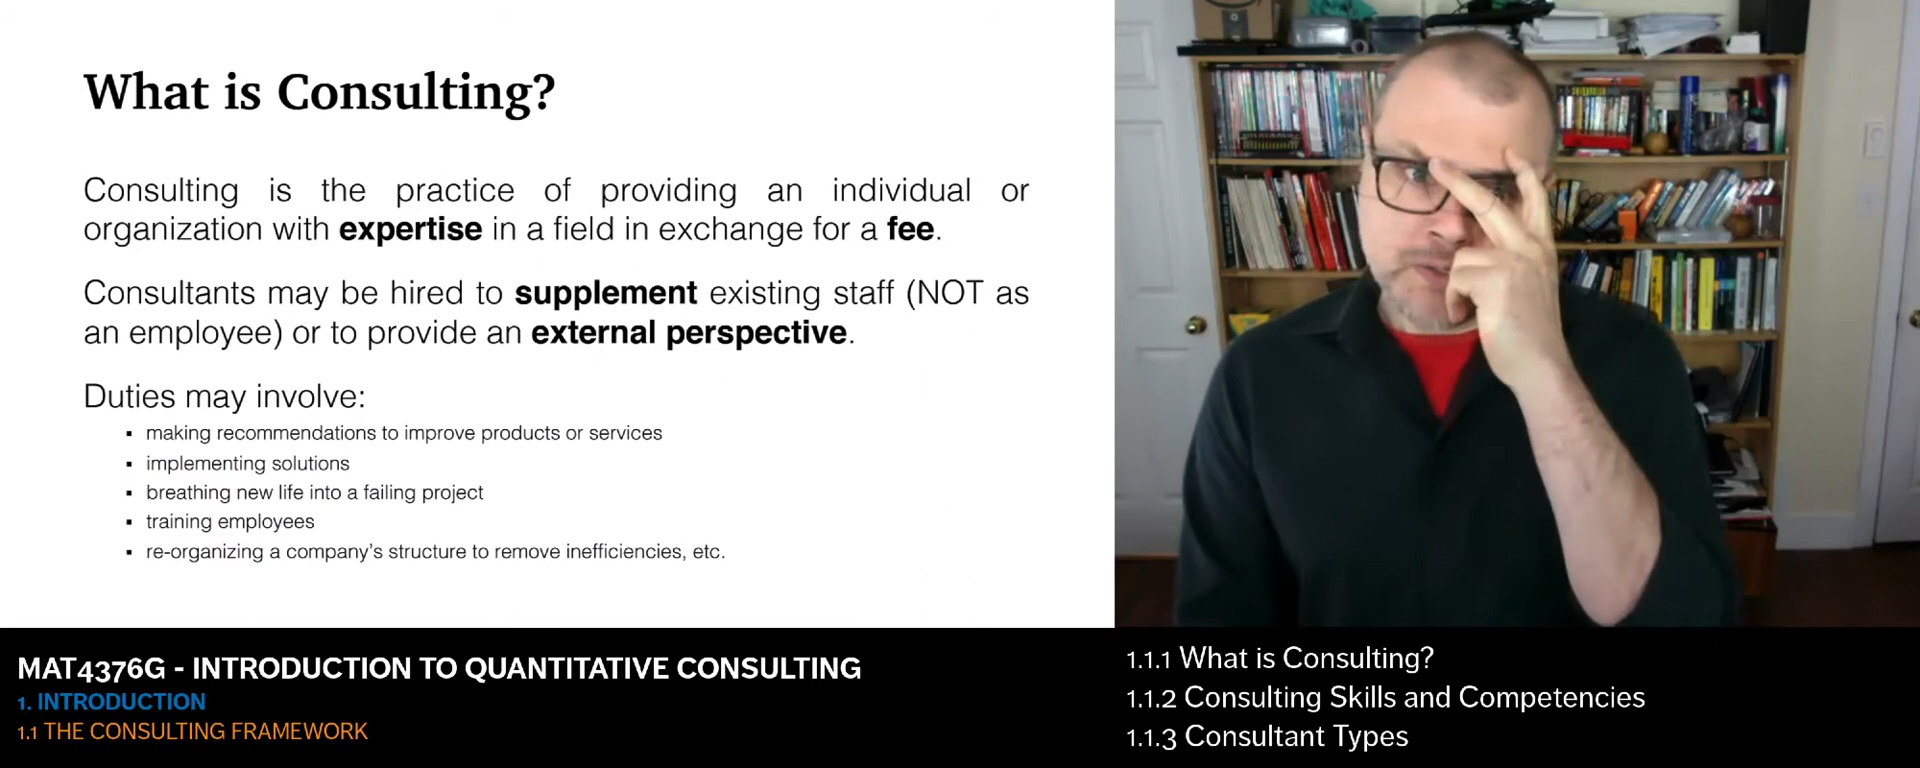 What is Consulting?
Consulting is the practice of providing an individual or
organization with expertise in a field in exchange for a fee.
Consultants may be hired to supplement existing staff (NOT as
an employee) or to provide an external perspective.
Duties may involve:
▪ making recommendations to improve products or services
▪ implementing solutions
▪ breathing new life into a failing project
▪ training employees
▪ re-organizing a company's structure to remove inefficiencies, etc.
MAT4376G - INTRODUCTION TO QUANTITATIVE CONSULTING
1. INTRODUCTION
1.1 THE CONSULTING FRAMEWORK
1.1.1 What is Consulting?
1.1.2 Consulting Skills and Competencies
1.1.3 Consultant Types